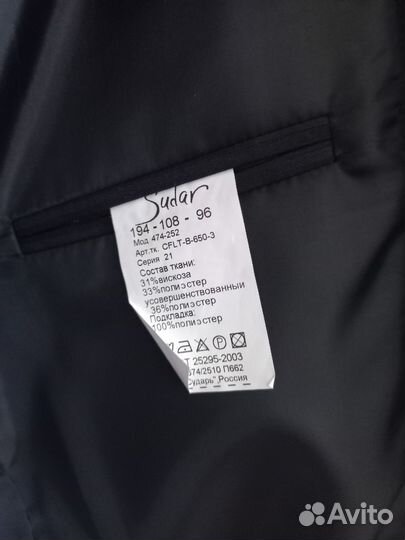 Sudar
194 - 108 - 96
Мод. 474-252
Арт.тк. CFLT-B-650-3
Серия 21
Состав ткани:
31%вискоза
33%полиэстер
усовершенствованный
36%полиэстер
Подкладка:
100%полиэстер
P
Т 25295-2003
874/2510 П662
Сударь",Россия
Avito